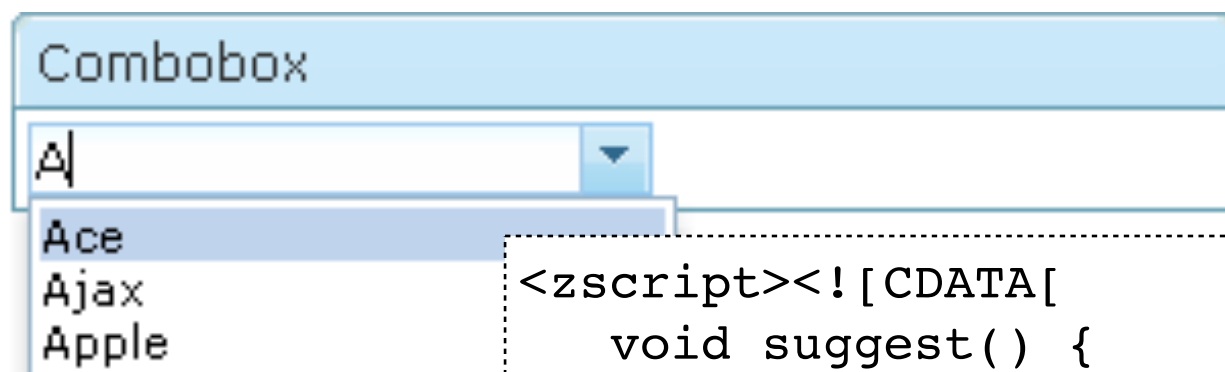 Combobox
A
Ace
Ajax
Apple
<zscript><![CDATA[
void suggest() {